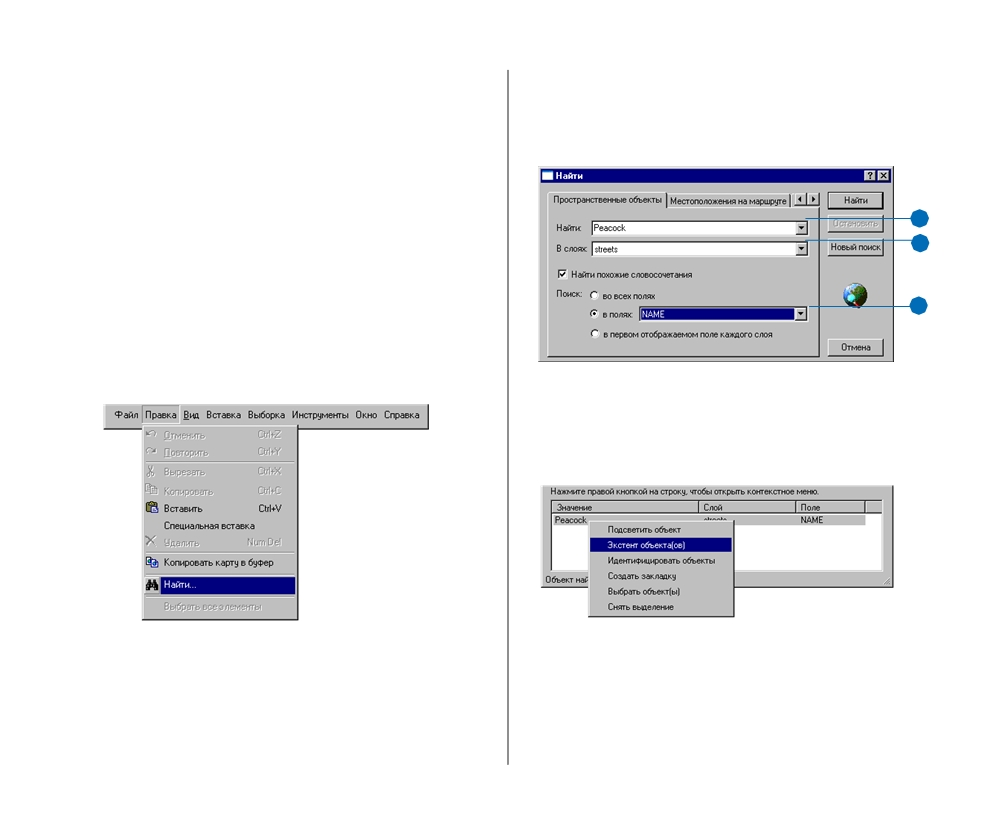 Файл Правка Вид Вставка Выборка Инструменты Окно Справка
Отменить Ctrl+Z
Повторить Ctrl+Y
Вырезать Ctrl+X
Копировать Ctrl+C
Вставить Ctrl+V
Специальная вставка
Удалить Num Del
Копировать карту в буфер
Найти...
Выбрать все элементы
Найти
Пространственные объекты Местоположения на маршруте Найти
Найти: Peacock Остановить
В слоях: streets Новый поиск
Найти похожие словосочетания
Поиск: во всех полях
в полях: NAME
в первом отображаемом поле каждого слоя
Отмена
Нажмите правой кнопкой на строку, чтобы открыть контекстное меню.
Значение Слой Поле
Peacock streets NAME
Подсветить объект
Экстент объекта(ов)
Идентифицировать объекты
Создать закладку
Объект най
Выбрать объект(ы)
Снять выделение